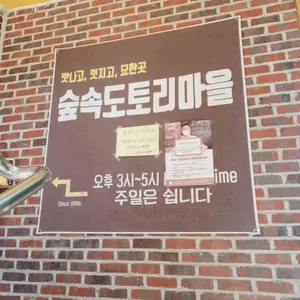 맛나고, 멋지고, 묘한곳
숲속도토리마을
오후 3시~5시 ime
주일은 쉽니다
Since 2006